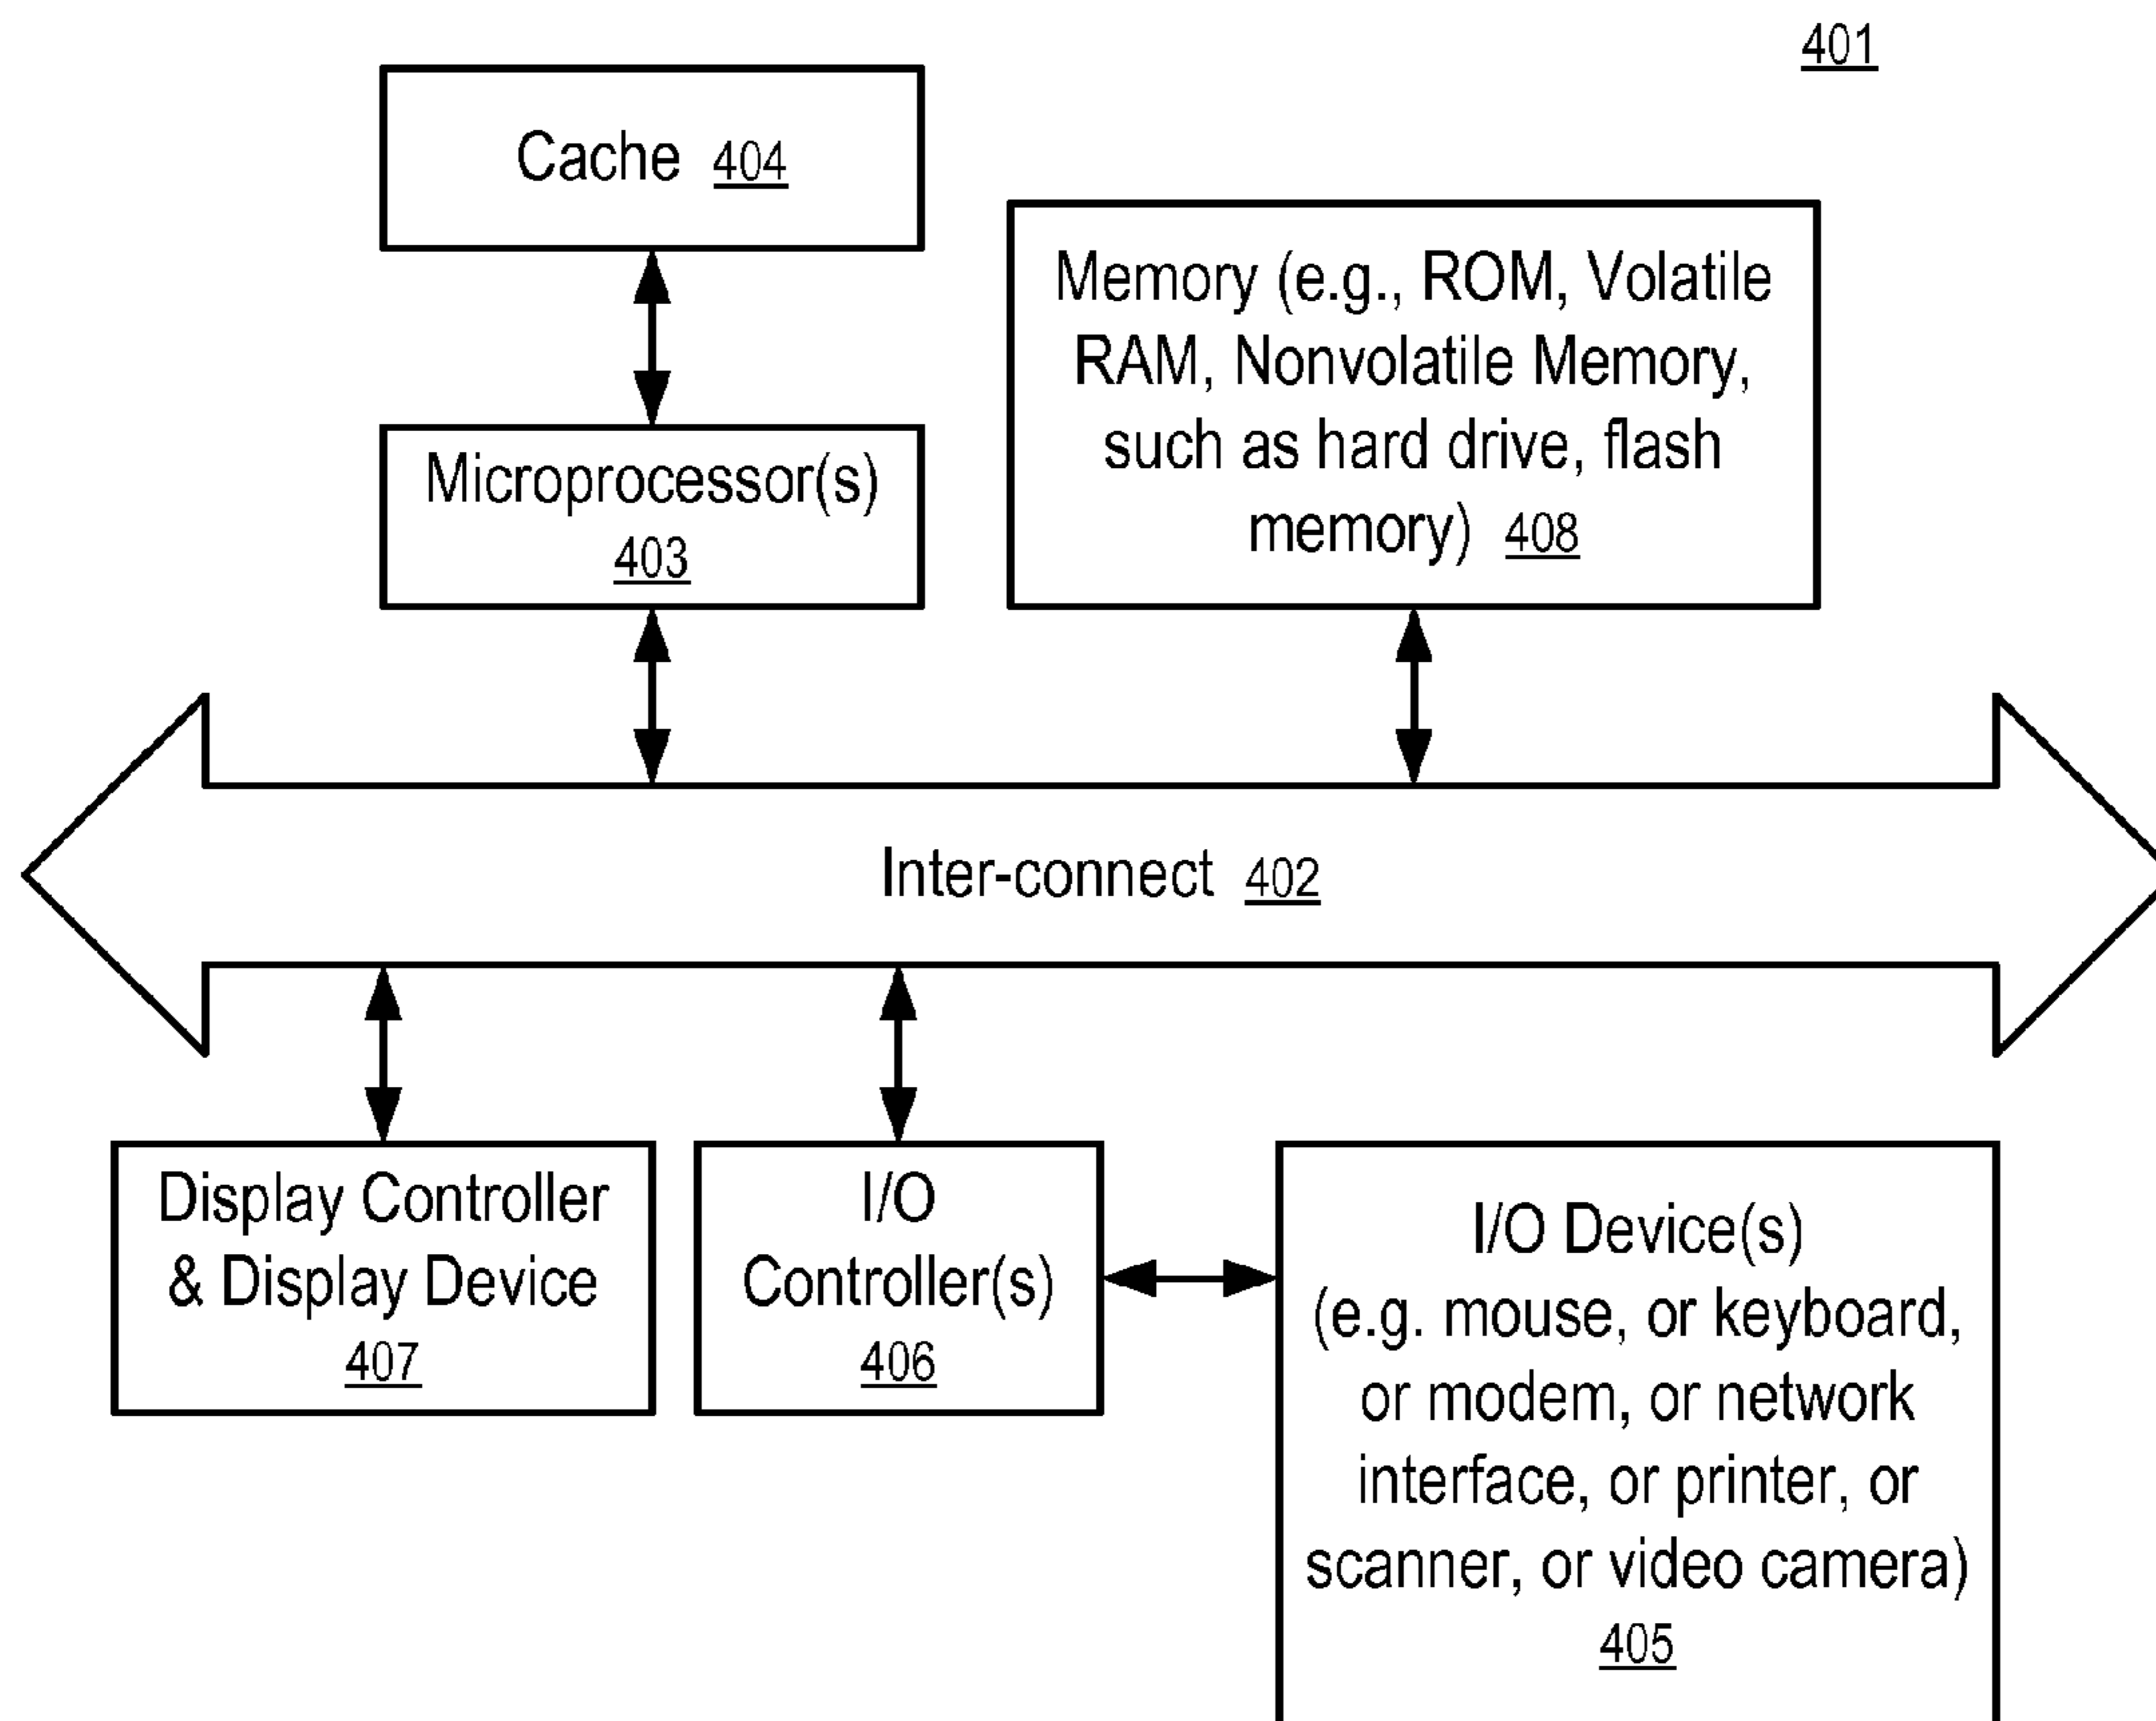 401
Cache 404
Memory (e.g., ROM, Volatile
RAM, Nonvolatile Memory,
such as hard drive, flash
memory) 408
Microprocessor(s)
403
Inter-connect 402
Display Controller
& Display Device
407
I/O
Controller(s)
406
I/O Device(s)
(e.g. mouse, or keyboard,
or modem, or network
interface, or printer, or
scanner, or video camera)
405